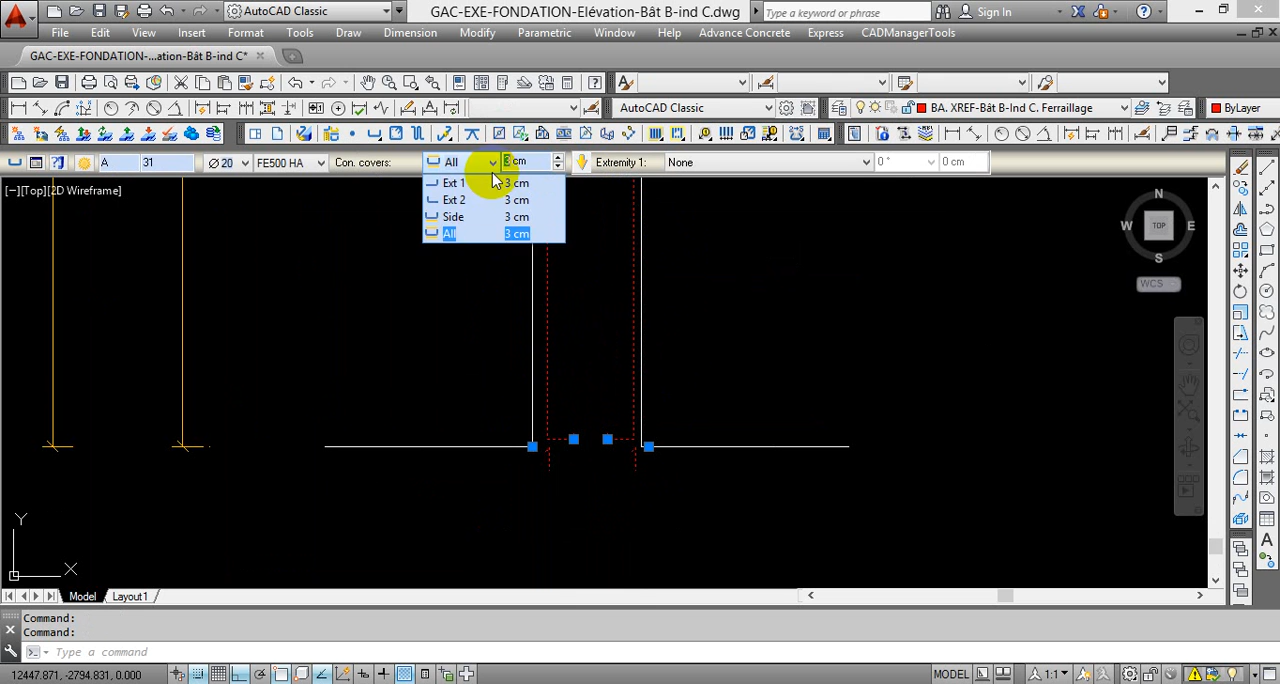 AutoCAD Classic
GAC-EXE-FONDATION-Elévation-Bât B-ind C.dwg
Type a keyword or phrase
Sign In
File Edit View Insert Format Tools Draw Dimension Modify Parametric Window Help Advance Concrete Express CADManagerTools
GAC-EXE-FONDATION-...ation-Bât B-ind C*
AutoCAD Classic
BA. XREF-Bât B-Ind C. Ferraillage
ByLayer
A 31 Ø 20 FE500 HA Con. covers: All 3 cm Extremity 1: None 0 ° 0 cm
[−][Top][2D Wireframe]
Ext 1 3 cm
Ext 2 3 cm
Side 3 cm
All 3 cm
N
W TOP E
S
WCS
Y
X
Model Layout1
Command:
Command:
Type a command
12447.871, -2794.831, 0.000
MODEL
1:1
A